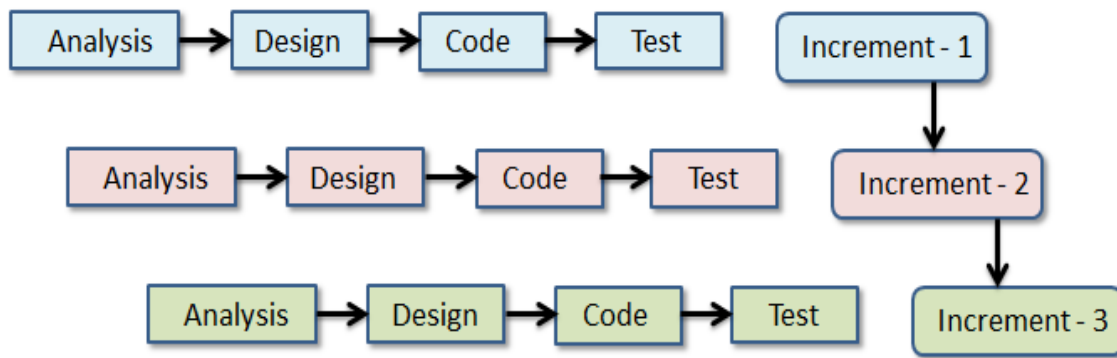 Analysis Design Code Test Increment - 1
Analysis Design Code Test Increment - 2
Analysis Design Code Test Increment - 3